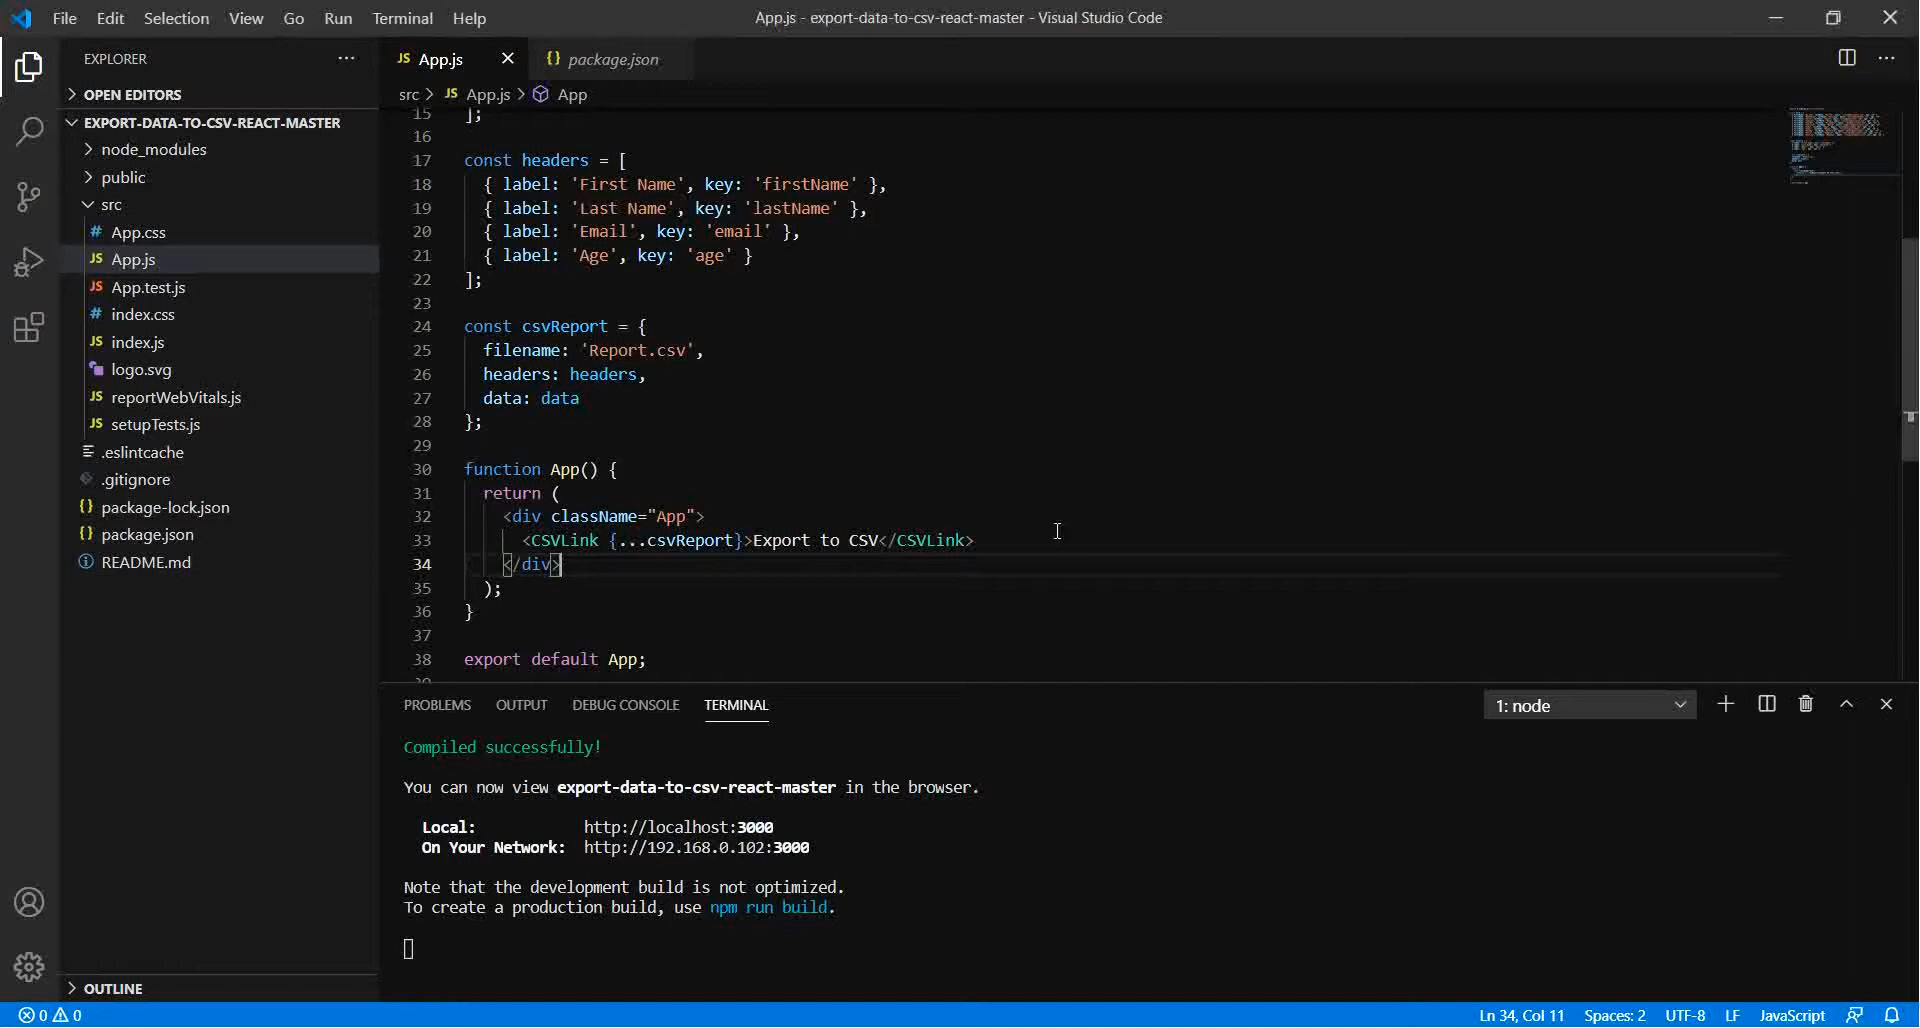 File Edit Selection View Go Run Terminal Help
App.js - export-data-to-csv-react-master - Visual Studio Code
EXPLORER
OPEN EDITORS
EXPORT-DATA-TO-CSV-REACT-MASTER
node_modules
public
src
# App.css
JS App.js
JS App.test.js
# index.css
JS index.js
logo.svg
JS reportWebVitals.js
JS setupTests.js
.eslintcache
.gitignore
{} package-lock.json
{} package.json
README.md
OUTLINE
JS App.js
{} package.json
src > JS App.js > App
15 ];
16
17 const headers = [
18 { label: 'First Name', key: 'firstName' },
19 { label: 'Last Name', key: 'lastName' },
20 { label: 'Email', key: 'email' },
21 { label: 'Age', key: 'age' }
22 ];
23
24 const csvReport = {
25 filename: 'Report.csv',
26 headers: headers,
27 data: data
28 };
29
30 function App() {
31 return (
32 <div className="App">
33 <CSVLink {...csvReport}>Export to CSV</CSVLink>
34 </div>
35 );
36 }
37
38 export default App;
PROBLEMS OUTPUT DEBUG CONSOLE TERMINAL
1: node
Compiled successfully!
You can now view export-data-to-csv-react-master in the browser.
Local: http://localhost:3000
On Your Network: http://192.168.0.102:3000
Note that the development build is not optimized.
To create a production build, use npm run build.
0 0
Ln 34, Col 11 Spaces: 2 UTF-8 LF JavaScript